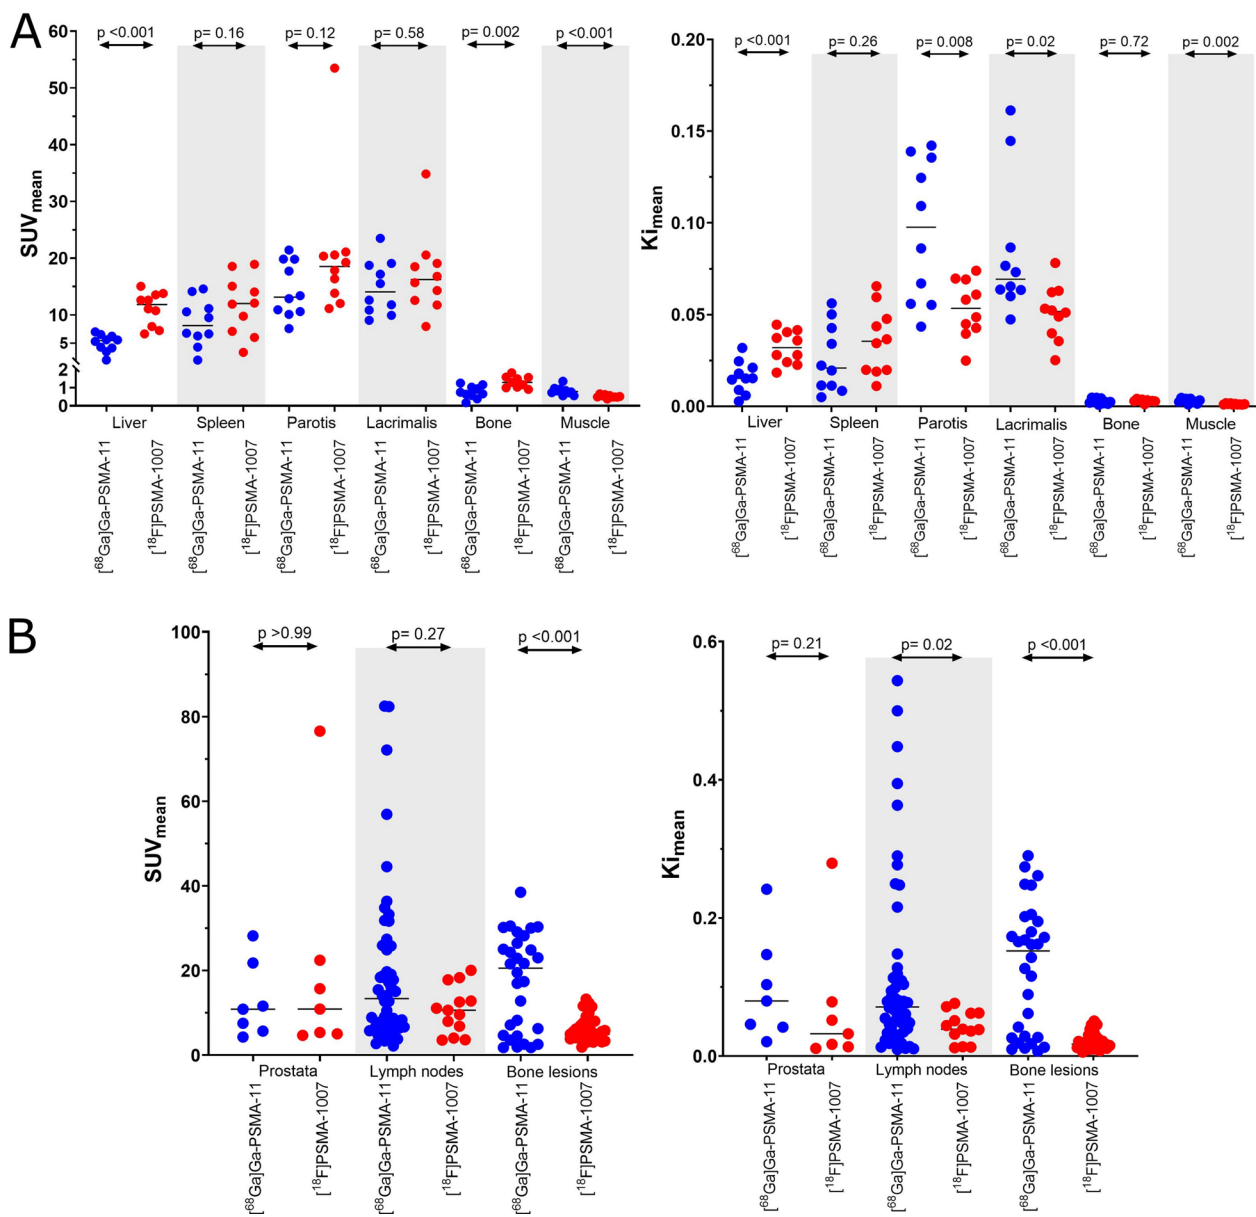 A
p <0.001 p= 0.16 p= 0.12 p= 0.58 p= 0.002 p <0.001
SUVmean
60
50
40
30
20
15
10
5
2
1
0
Liver Spleen Parotis Lacrimalis Bone Muscle
[68Ga]Ga-PSMA-11
[18F]PSMA-1007
[68Ga]Ga-PSMA-11
[18F]PSMA-1007
[68Ga]Ga-PSMA-11
[18F]PSMA-1007
[68Ga]Ga-PSMA-11
[18F]PSMA-1007
[68Ga]Ga-PSMA-11
[18F]PSMA-1007
[68Ga]Ga-PSMA-11
[18F]PSMA-1007
p <0.001 p= 0.26 p= 0.008 p= 0.02 p= 0.72 p= 0.002
Kimean
0.20
0.15
0.10
0.05
0.00
Liver Spleen Parotis Lacrimalis Bone Muscle
[68Ga]Ga-PSMA-11
[18F]PSMA-1007
[68Ga]Ga-PSMA-11
[18F]PSMA-1007
[68Ga]Ga-PSMA-11
[18F]PSMA-1007
[68Ga]Ga-PSMA-11
[18F]PSMA-1007
[68Ga]Ga-PSMA-11
[18F]PSMA-1007
[68Ga]Ga-PSMA-11
[18F]PSMA-1007
B
p >0.99 p= 0.27 p <0.001
SUVmean
100
80
60
40
20
0
Prostata Lymph nodes Bone lesions
[68Ga]Ga-PSMA-11
[18F]PSMA-1007
[68Ga]Ga-PSMA-11
[18F]PSMA-1007
[68Ga]Ga-PSMA-11
[18F]PSMA-1007
p= 0.21 p= 0.02 p <0.001
Kimean
0.6
0.4
0.2
0.0
Prostata Lymph nodes Bone lesions
[68Ga]Ga-PSMA-11
[18F]PSMA-1007
[68Ga]Ga-PSMA-11
[18F]PSMA-1007
[68Ga]Ga-PSMA-11
[18F]PSMA-1007